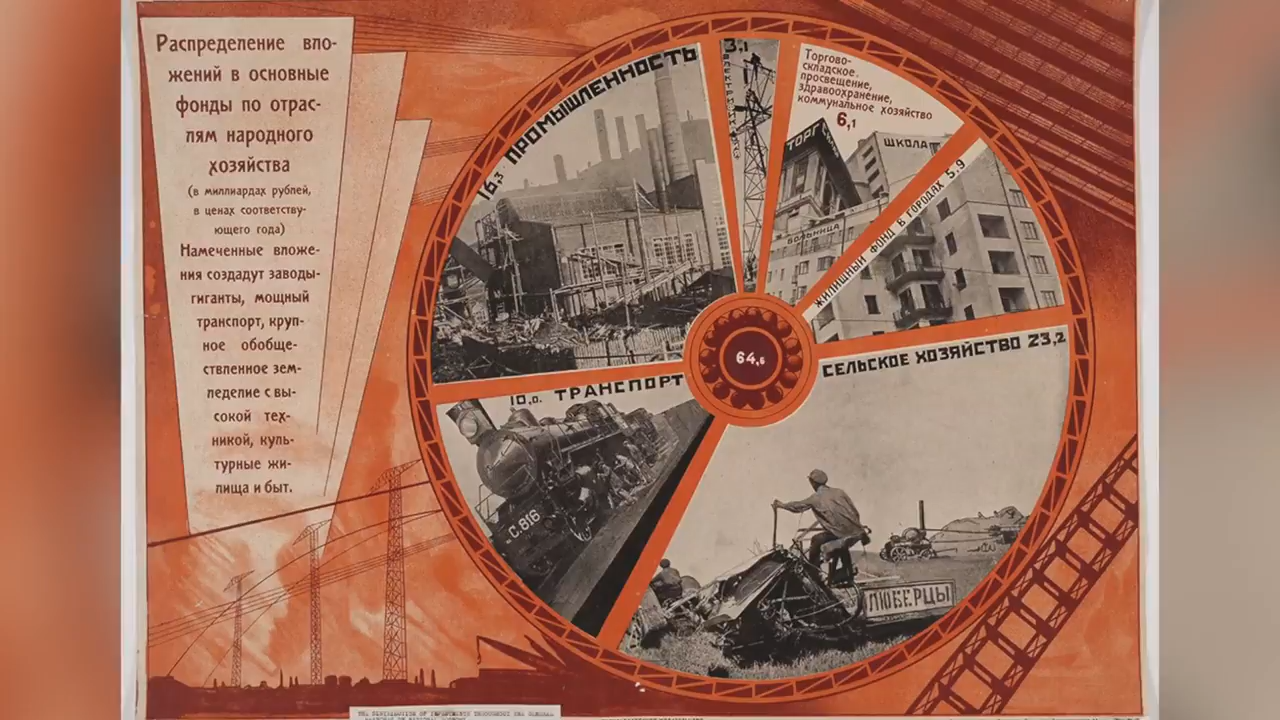 Распределение вло-
жений в основные
фонды по отрас-
лям народного
хозяйства
(в миллиардах рублей,
в ценах соответству-
ющего года)
Намеченные вложе-
ния создадут заводы-
гиганты, мощный
транспорт, круп-
ное обобще-
ствленное зем-
леделие с вы-
сокой тех-
никой, куль-
турные жи-
лища и быт.
16,3 ПРОМЫШЛЕННОСТЬ
3,1
Торгово-
складское-
просвещение,
здравоохранение,
коммунальное хозяйство
6,1
ТОРГ
ШКОЛА
БОЛЬНИЦА
ЖИЛИЩНЫЙ ФОНД В ГОРОДАХ 5,9
64,6
СЕЛЬСКОЕ ХОЗЯЙСТВО 23,2
10,0. ТРАНСПОРТ
С.816
ЛЮБЕРЦЫ